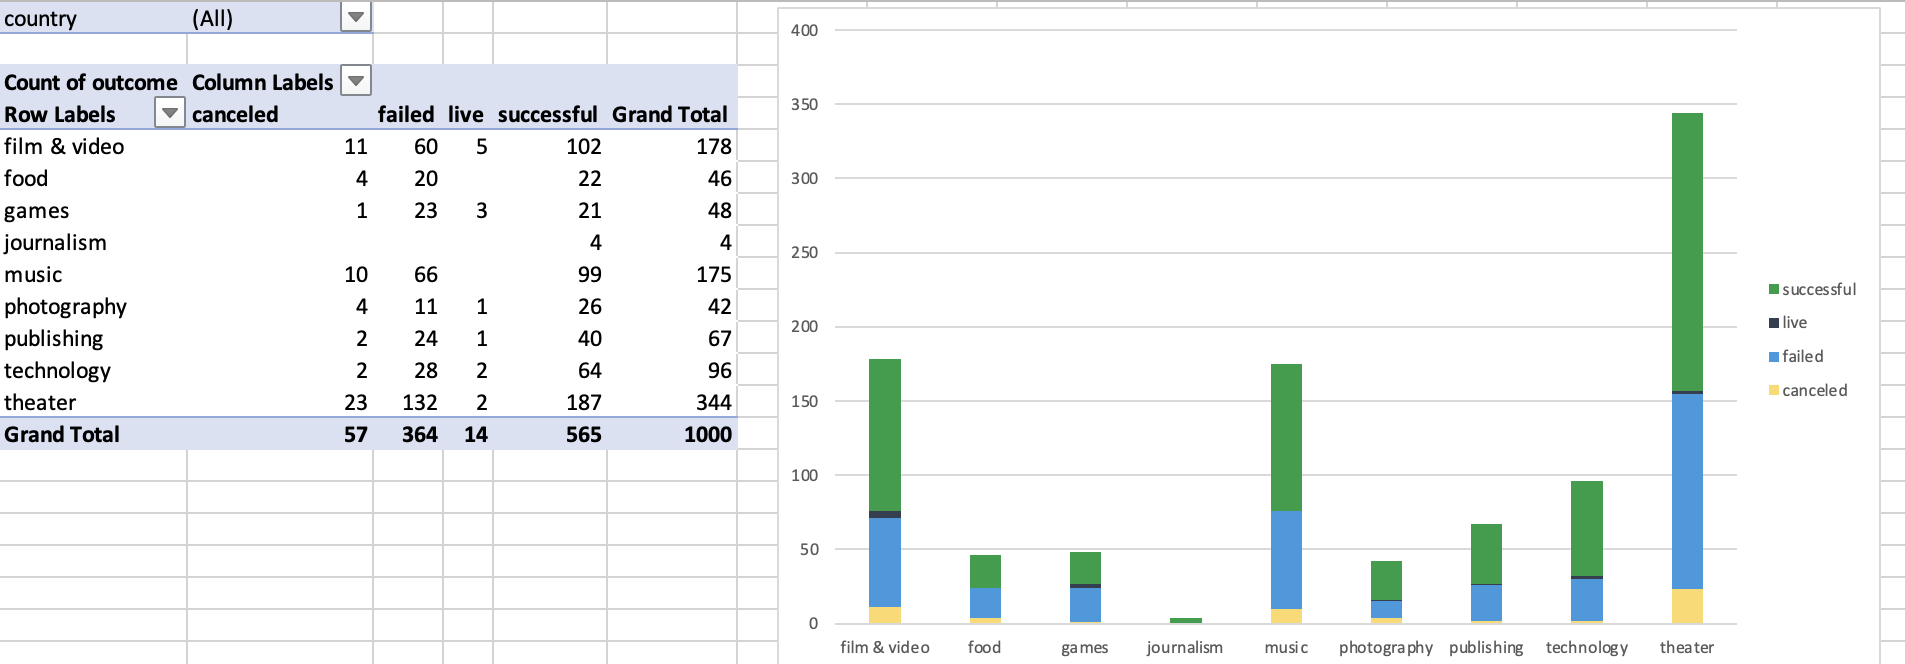 country (All)
Count of outcome Column Labels
Row Labels canceled failed live successful Grand Total
film & video 11 60 5 102 178
food 4 20 22 46
games 1 23 3 21 48
journalism 4 4
music 10 66 99 175
photography 4 11 1 26 42
publishing 2 24 1 40 67
technology 2 28 2 64 96
theater 23 132 2 187 344
Grand Total 57 364 14 565 1000
400
350
300
250
200
150
100
50
0
film & video food games journalism music photography publishing technology theater
successful
live
failed
canceled